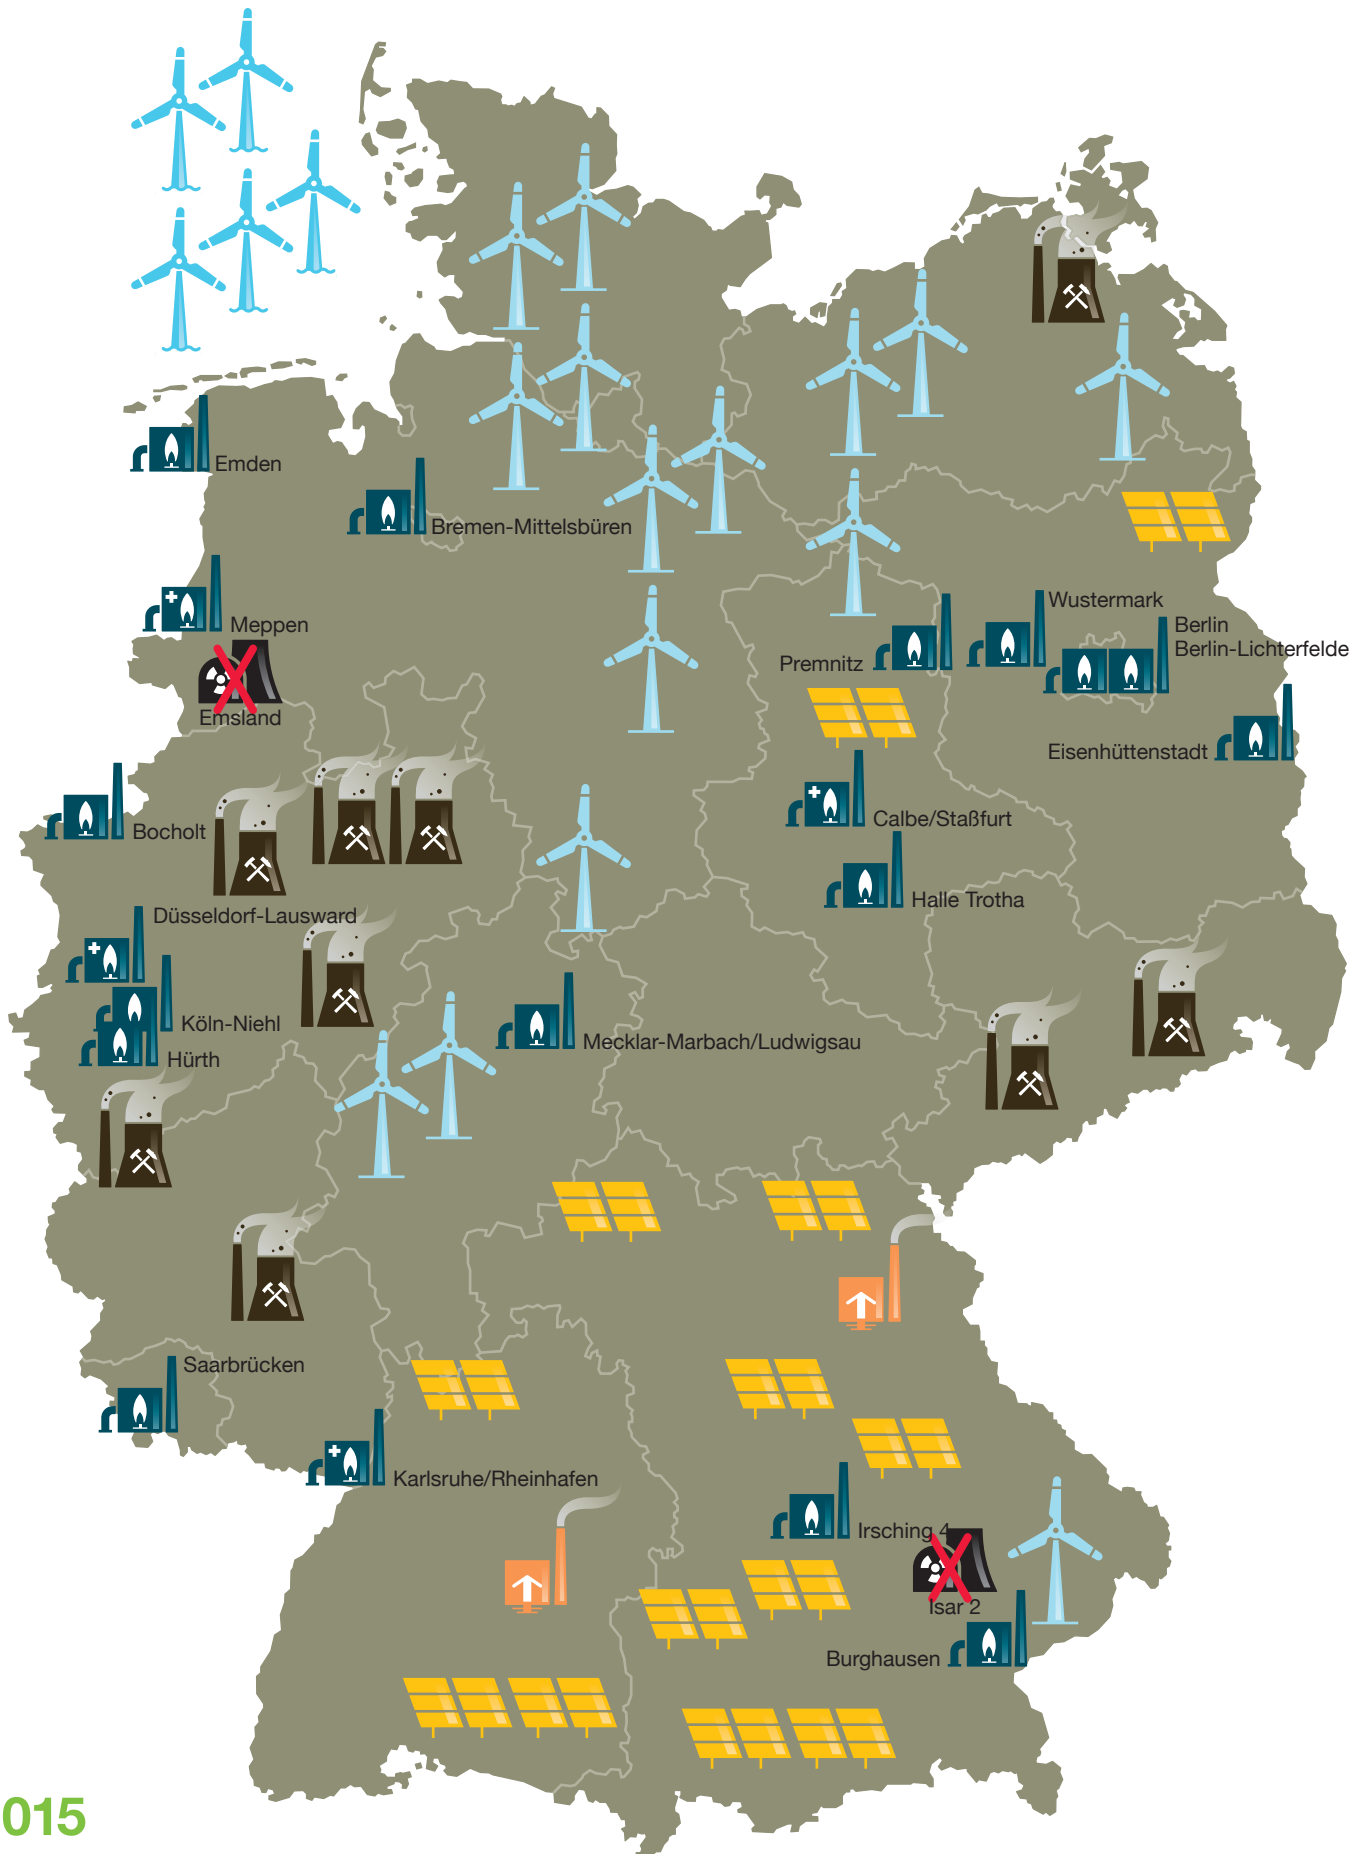 Emden
Bremen-Mittelsbüren
Meppen
Emsland
Wustermark
Berlin
Berlin-Lichterfelde
Premnitz
Eisenhüttenstadt
Bocholt
Calbe/Staßfurt
Halle Trotha
Düsseldorf-Lausward
Köln-Niehl
Hürth
Mecklar-Marbach/Ludwigsau
Saarbrücken
Karlsruhe/Rheinhafen
Irsching 4
Isar 2
Burghausen
015